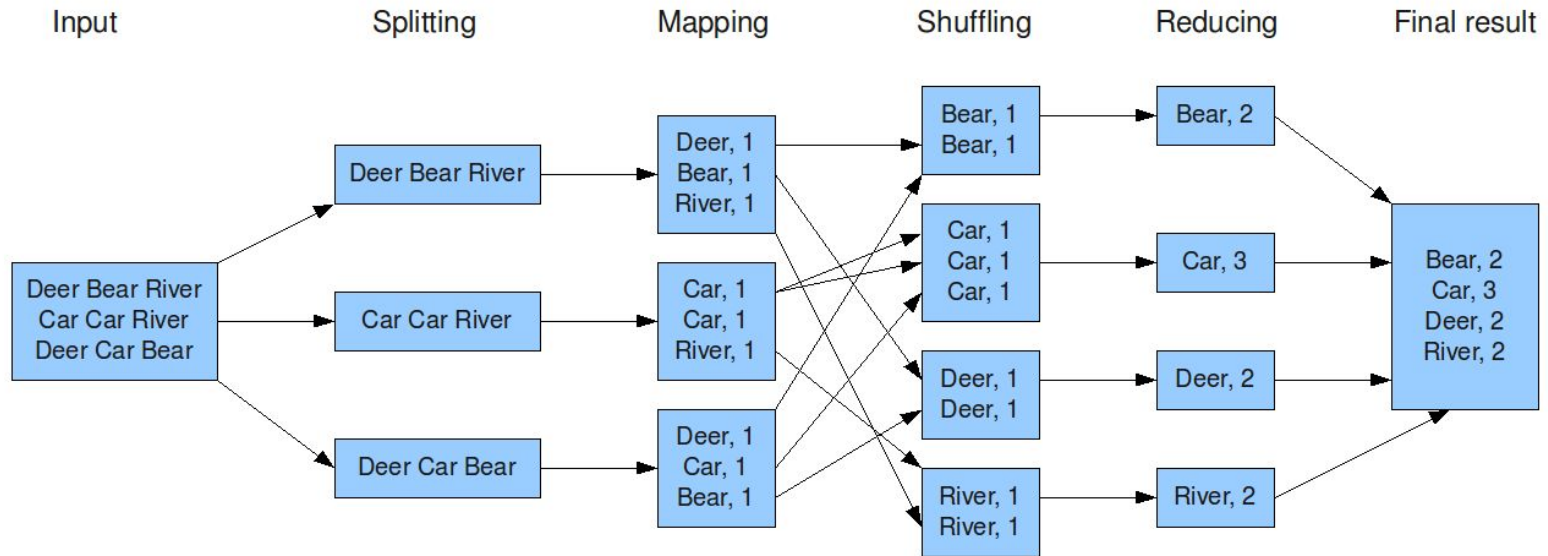 Input
Splitting
Mapping
Shuffling
Reducing
Final result
Deer Bear River
Car Car River
Deer Car Bear
Deer Bear River
Car Car River
Deer Car Bear
Deer, 1
Bear, 1
River, 1
Car, 1
Car, 1
River, 1
Deer, 1
Car, 1
Bear, 1
Bear, 1
Bear, 1
Car, 1
Car, 1
Car, 1
Deer, 1
Deer, 1
River, 1
River, 1
Bear, 2
Car, 3
Deer, 2
River, 2
Bear, 2
Car, 3
Deer, 2
River, 2